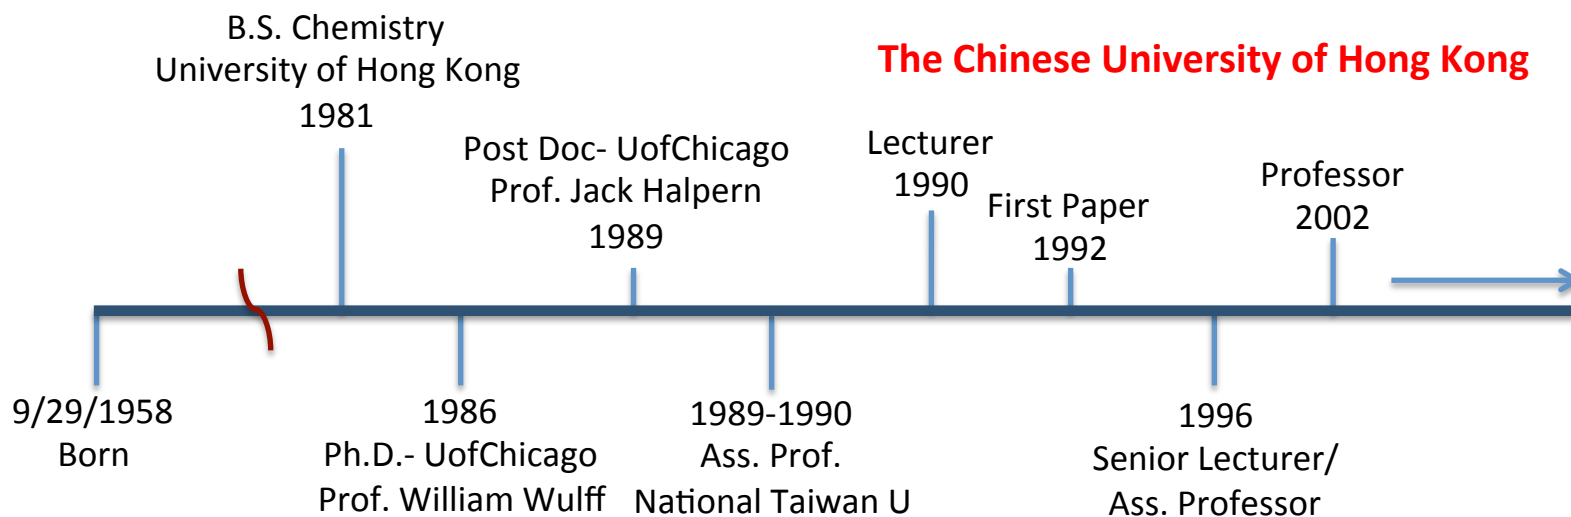 B.S. Chemistry
University of Hong Kong
1981
The Chinese University of Hong Kong
Post Doc- UofChicago
Prof. Jack Halpern
1989
Lecturer
1990
First Paper
1992
Professor
2002
9/29/1958
Born
1986
Ph.D.- UofChicago
Prof. William Wulff
1989-1990
Ass. Prof.
National Taiwan U
1996
Senior Lecturer/
Ass. Professor